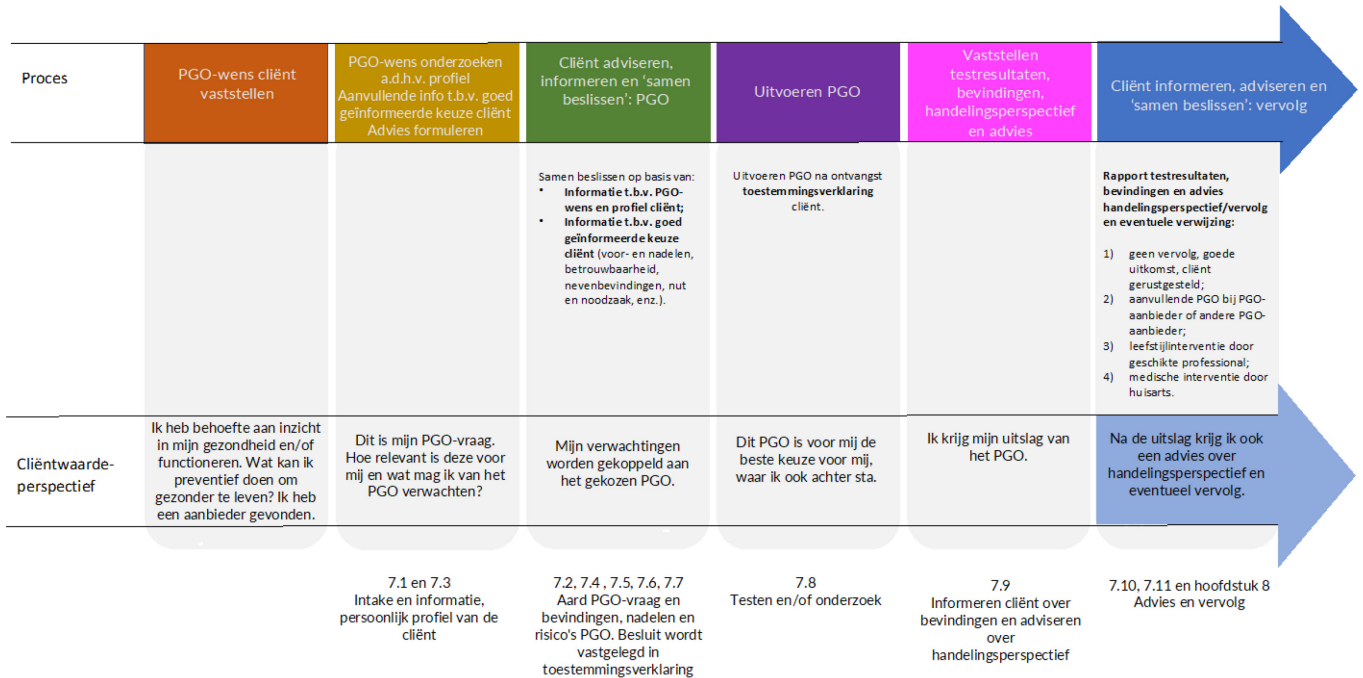 Proces
PGO-wens cliënt
vaststellen
PGO-wens onderzoeken
a.d.h.v. profiel
Aanvullende info t.b.v. goed
geïnformeerde keuze cliënt
Advies formuleren
Cliënt adviseren,
informeren en ‘samen
beslissen’: PGO
Uitvoeren PGO
Vaststellen
testresultaten,
bevindingen,
handelingsperspectief
en advies
Cliënt informeren, adviseren en
‘samen beslissen’: vervolg
Samen beslissen op basis van:
• Informatie t.b.v. PGO-
wens en profiel cliënt;
• Informatie t.b.v. goed
geïnformeerde keuze
cliënt (voor- en nadelen,
betrouwbaarheid,
nevenbevindingen, nut
en noodzaak, enz.).
Uitvoeren PGO na ontvangst
toestemmingsverklaring
cliënt.
Rapport testresultaten,
bevindingen en advies
handelingsperspectief/vervolg
en eventuele verwijzing:
1) geen vervolg, goede
uitkomst, cliënt
gerustgesteld;
2) aanvullende PGO bij PGO-
aanbieder of andere PGO-
aanbieder;
3) leefstijlinterventie door
geschikte professional;
4) medische interventie door
huisarts.
Cliëntwaarde-
perspectief
Ik heb behoefte aan inzicht
in mijn gezondheid en/of
functioneren. Wat kan ik
preventief doen om
gezonder te leven? Ik heb
een aanbieder gevonden.
Dit is mijn PGO-vraag.
Hoe relevant is deze voor
mij en wat mag ik van het
PGO verwachten?
Mijn verwachtingen
worden gekoppeld aan
het gekozen PGO.
Dit PGO is voor mij de
beste keuze voor mij,
waar ik ook achter sta.
Ik krijg mijn uitslag van
het PGO.
Na de uitslag krijg ik ook
een advies over
handelingsperspectief en
eventueel vervolg.
7.1 en 7.3
Intake en informatie,
persoonlijk profiel van de
cliënt
7.2, 7.4 , 7.5, 7.6, 7.7
Aard PGO-vraag en
bevindingen, nadelen en
risico's PGO. Besluit wordt
vastgelegd in
toestemmingsverklaring
7.8
Testen en/of onderzoek
7.9
Informeren cliënt over
bevindingen en adviseren
over
handelingsperspectief
7.10, 7.11 en hoofdstuk 8
Advies en vervolg